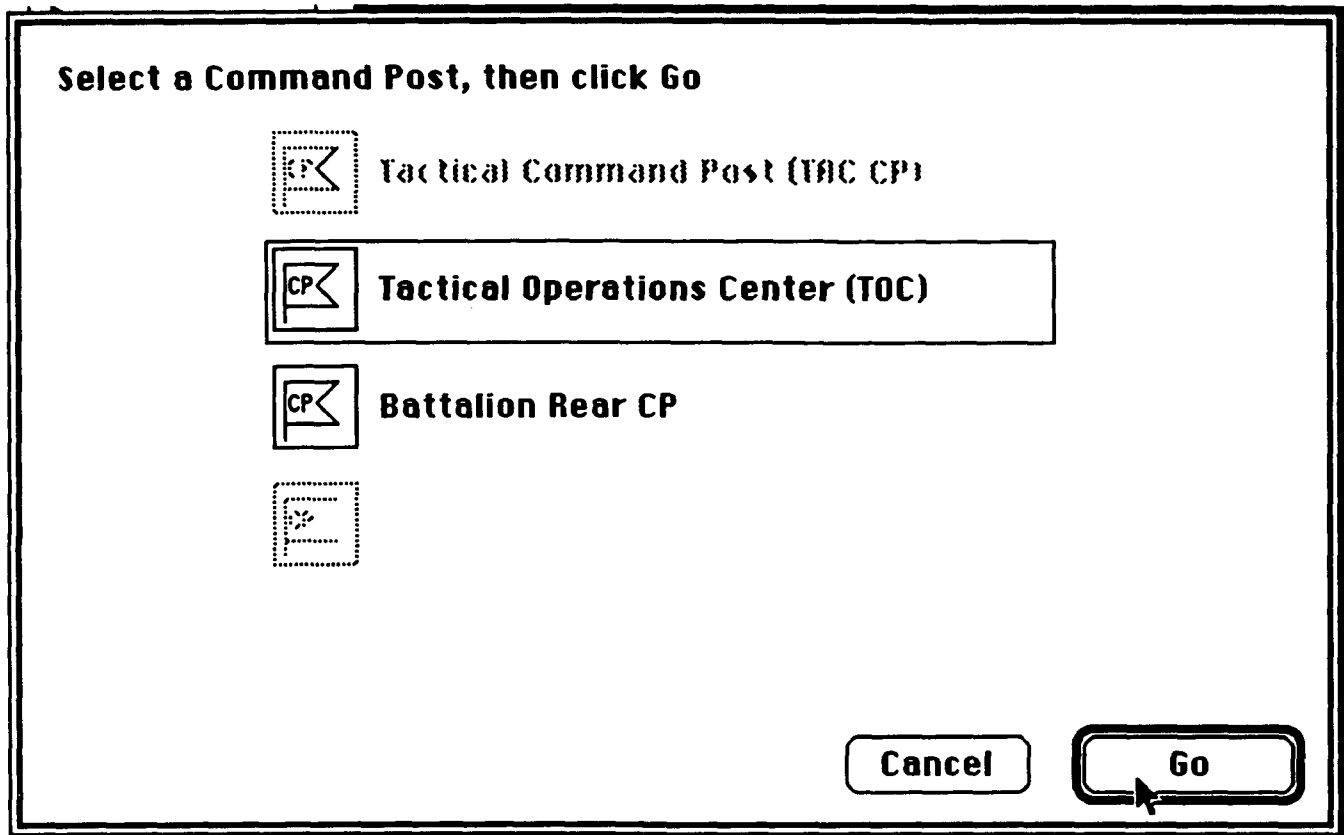 Select a Command Post, then click Go
CP Tactical Command Post (TAC CP)
CP Tactical Operations Center (TOC)
CP Battalion Rear CP
Cancel Go